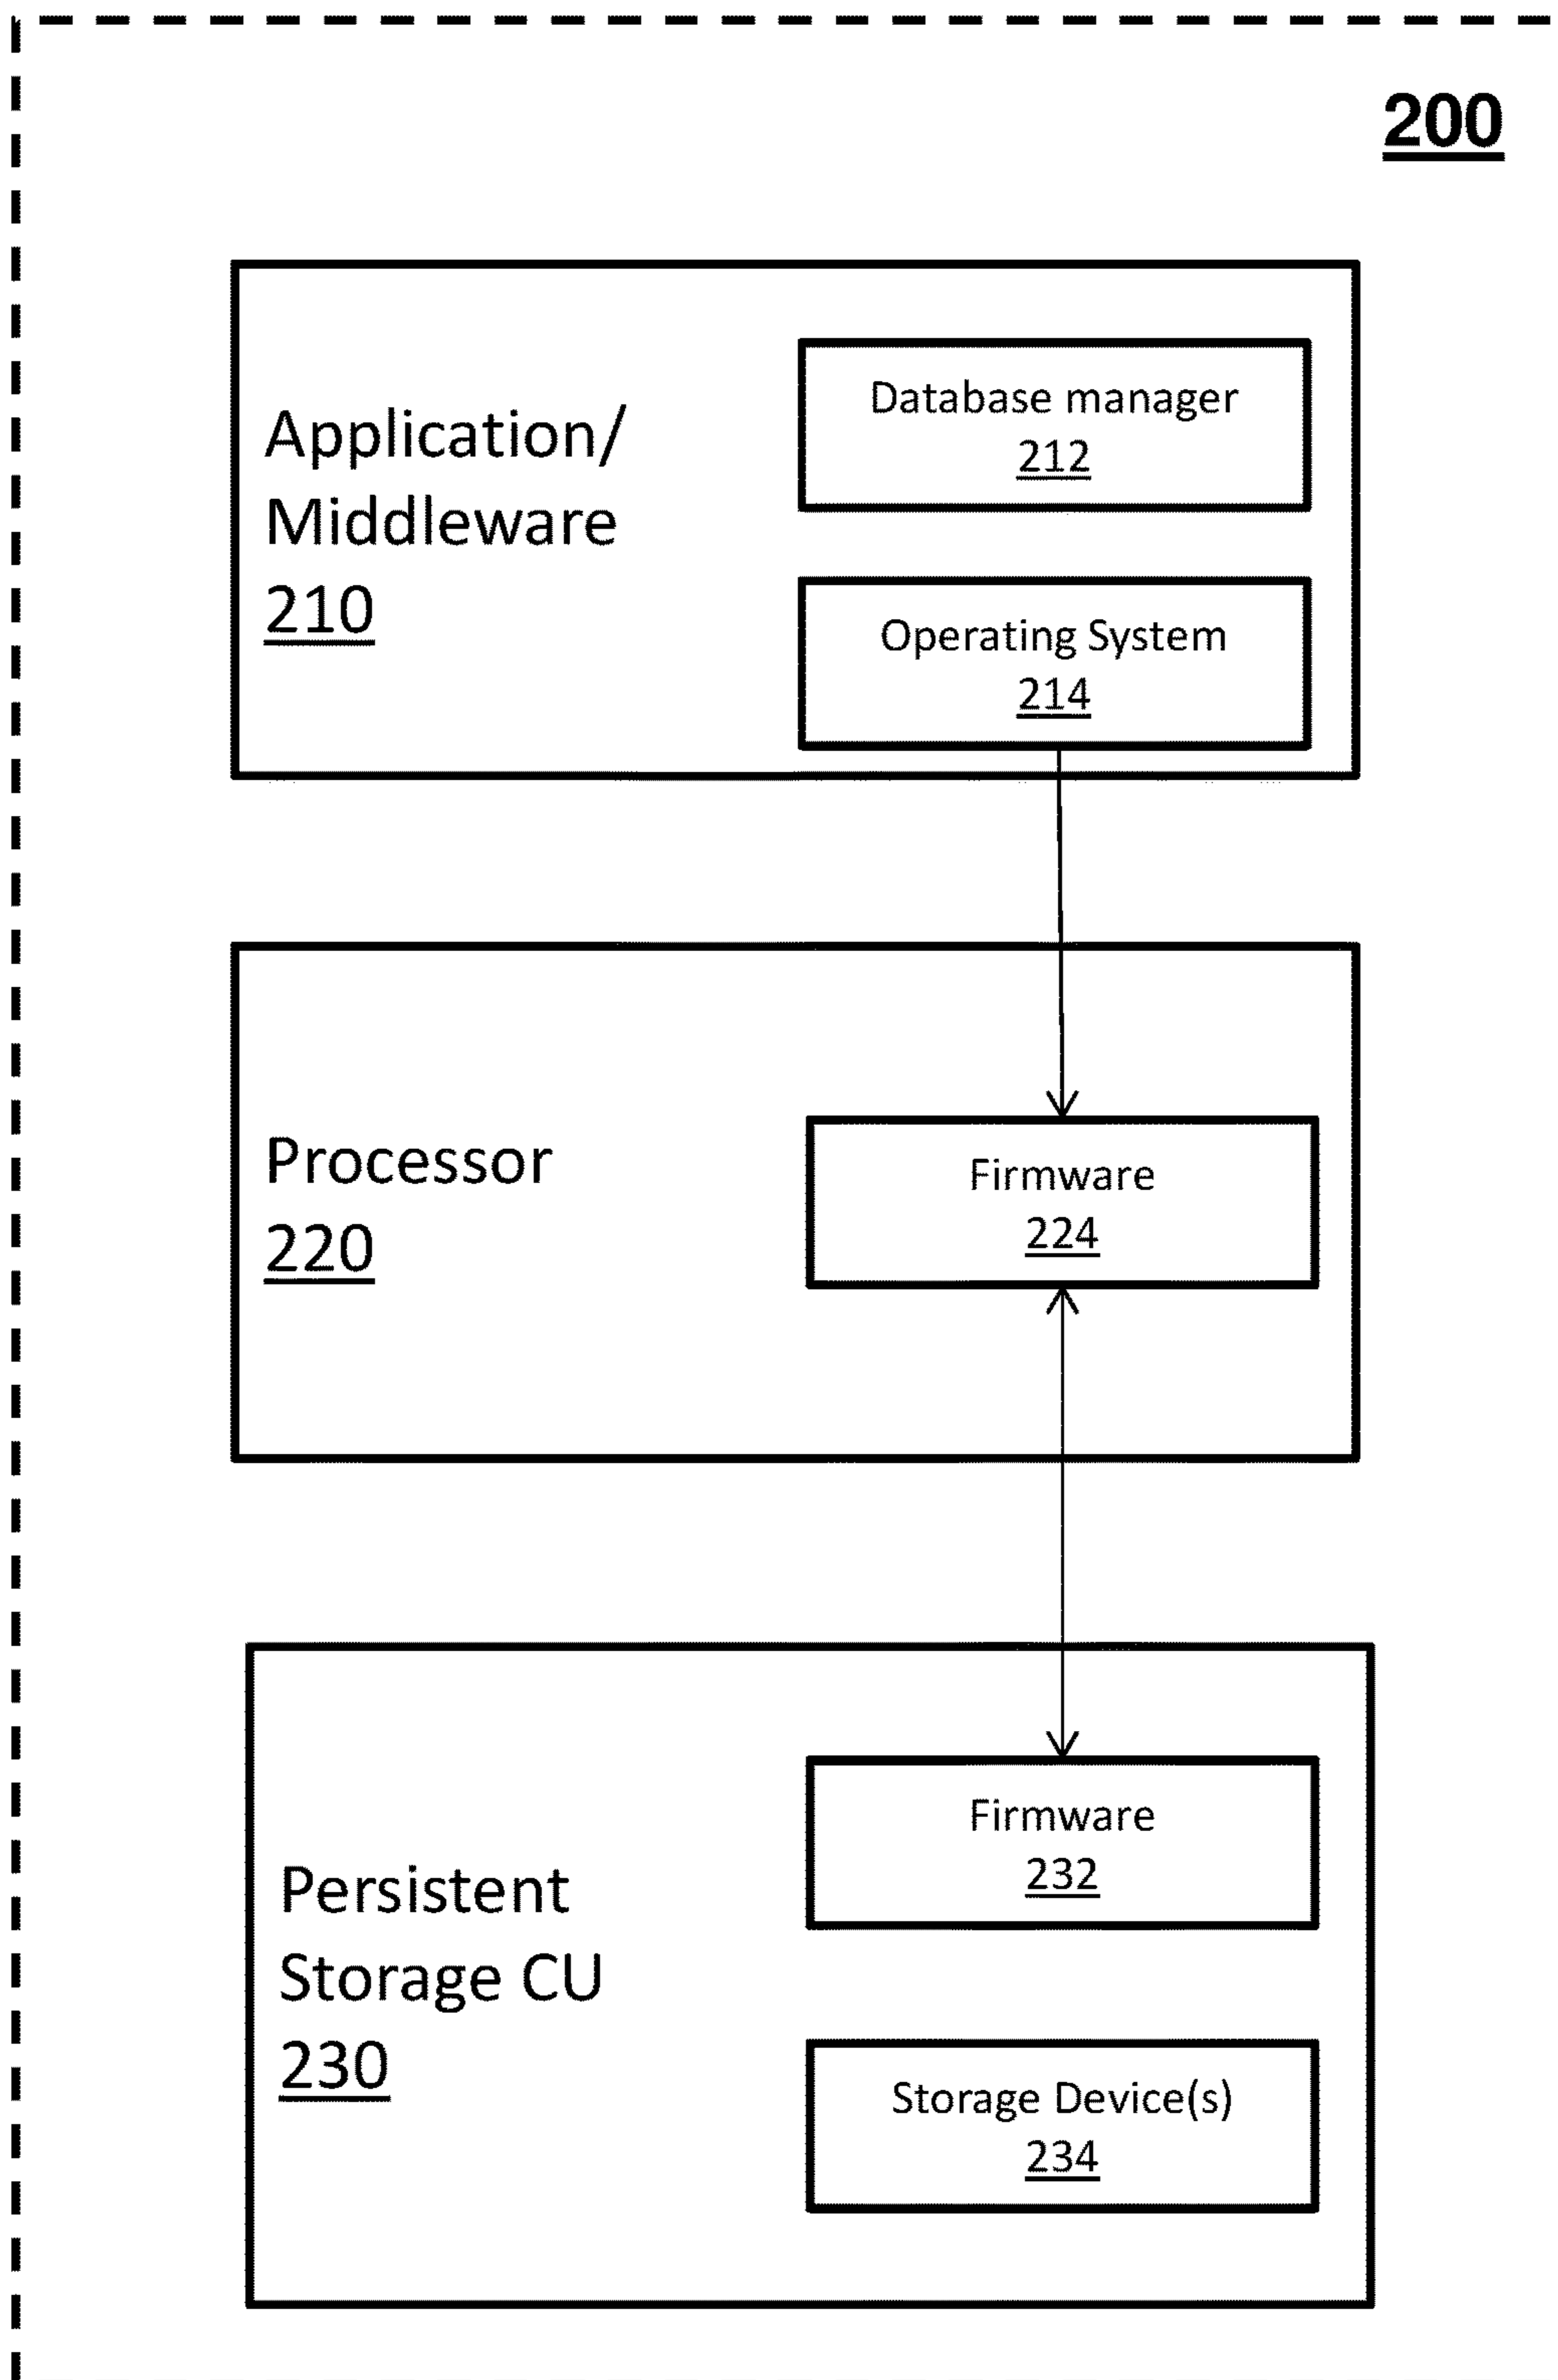 200
Application/
Middleware
210
Database manager
212
Operating System
214
Processor
220
Firmware
224
Persistent
Storage CU
230
Firmware
232
Storage Device(s)
234